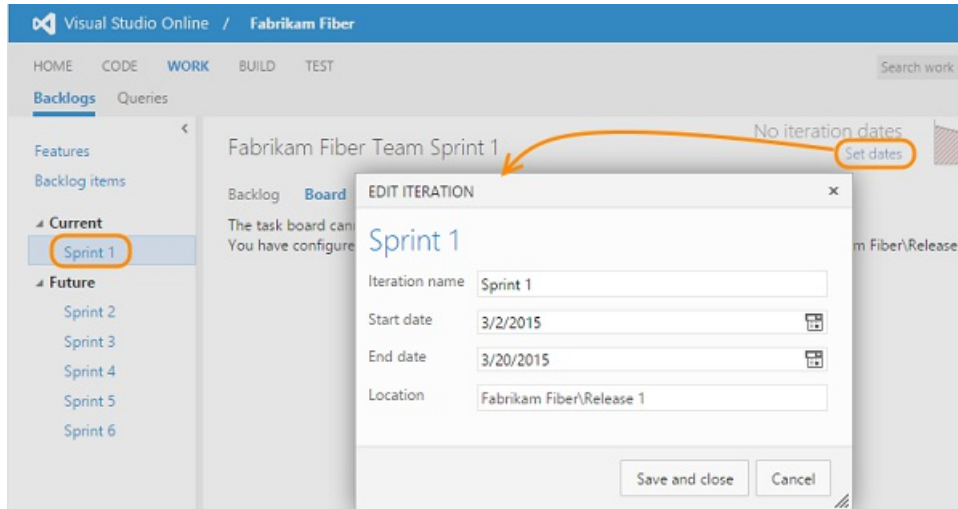 Visual Studio Online / Fabrikam Fiber
HOME CODE WORK BUILD TEST
Search work
Backlogs Queries
Features
Backlog items
Current
Sprint 1
Future
Sprint 2
Sprint 3
Sprint 4
Sprint 5
Sprint 6
Fabrikam Fiber Team Sprint 1
No iteration dates
Set dates
Backlog Board
The task board can
You have configure
m Fiber\Release
EDIT ITERATION
Sprint 1
Iteration name Sprint 1
Start date 3/2/2015
End date 3/20/2015
Location Fabrikam Fiber\Release 1
Save and close Cancel